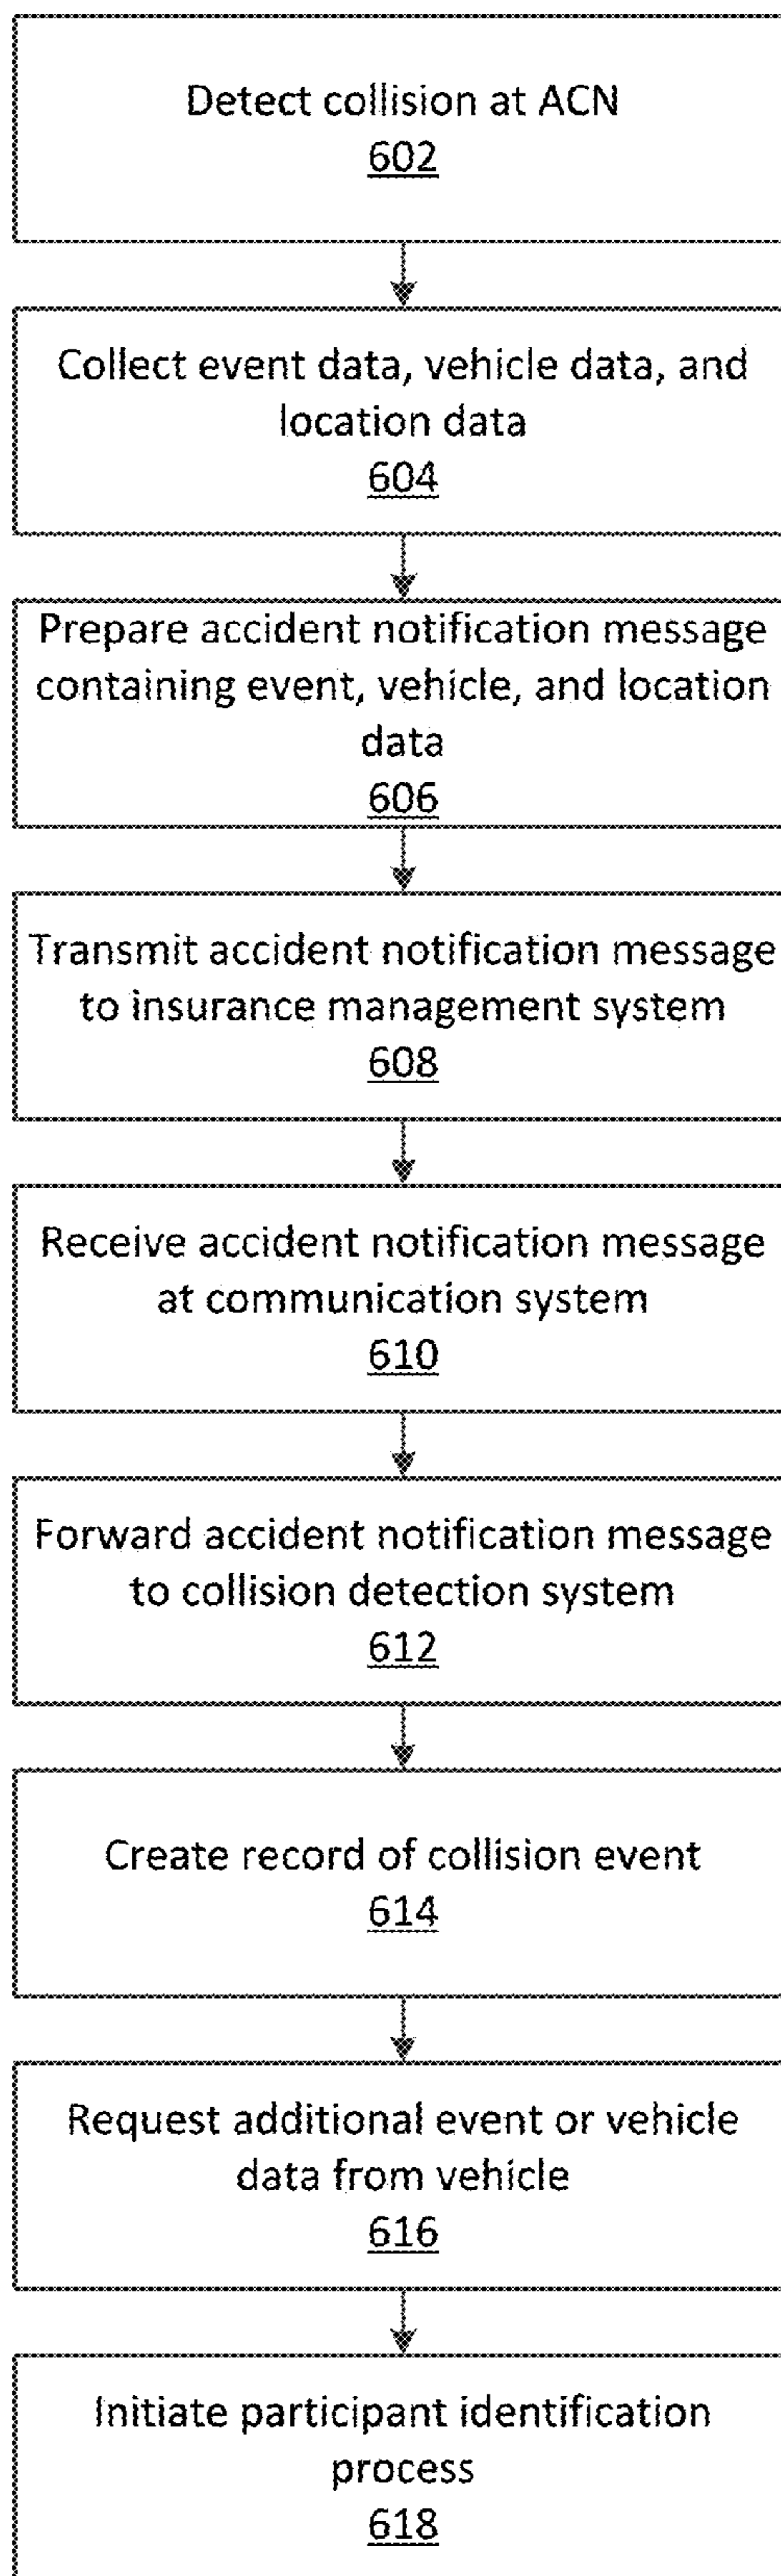 Detect collision at ACN
602
Collect event data, vehicle data, and
location data
604
Prepare accident notification message
containing event, vehicle, and location
data
606
Transmit accident notification message
to insurance management system
608
Receive accident notification message
at communication system
610
Forward accident notification message
to collision detection system
612
Create record of collision event
614
Request additional event or vehicle
data from vehicle
616
Initiate participant identification
process
618